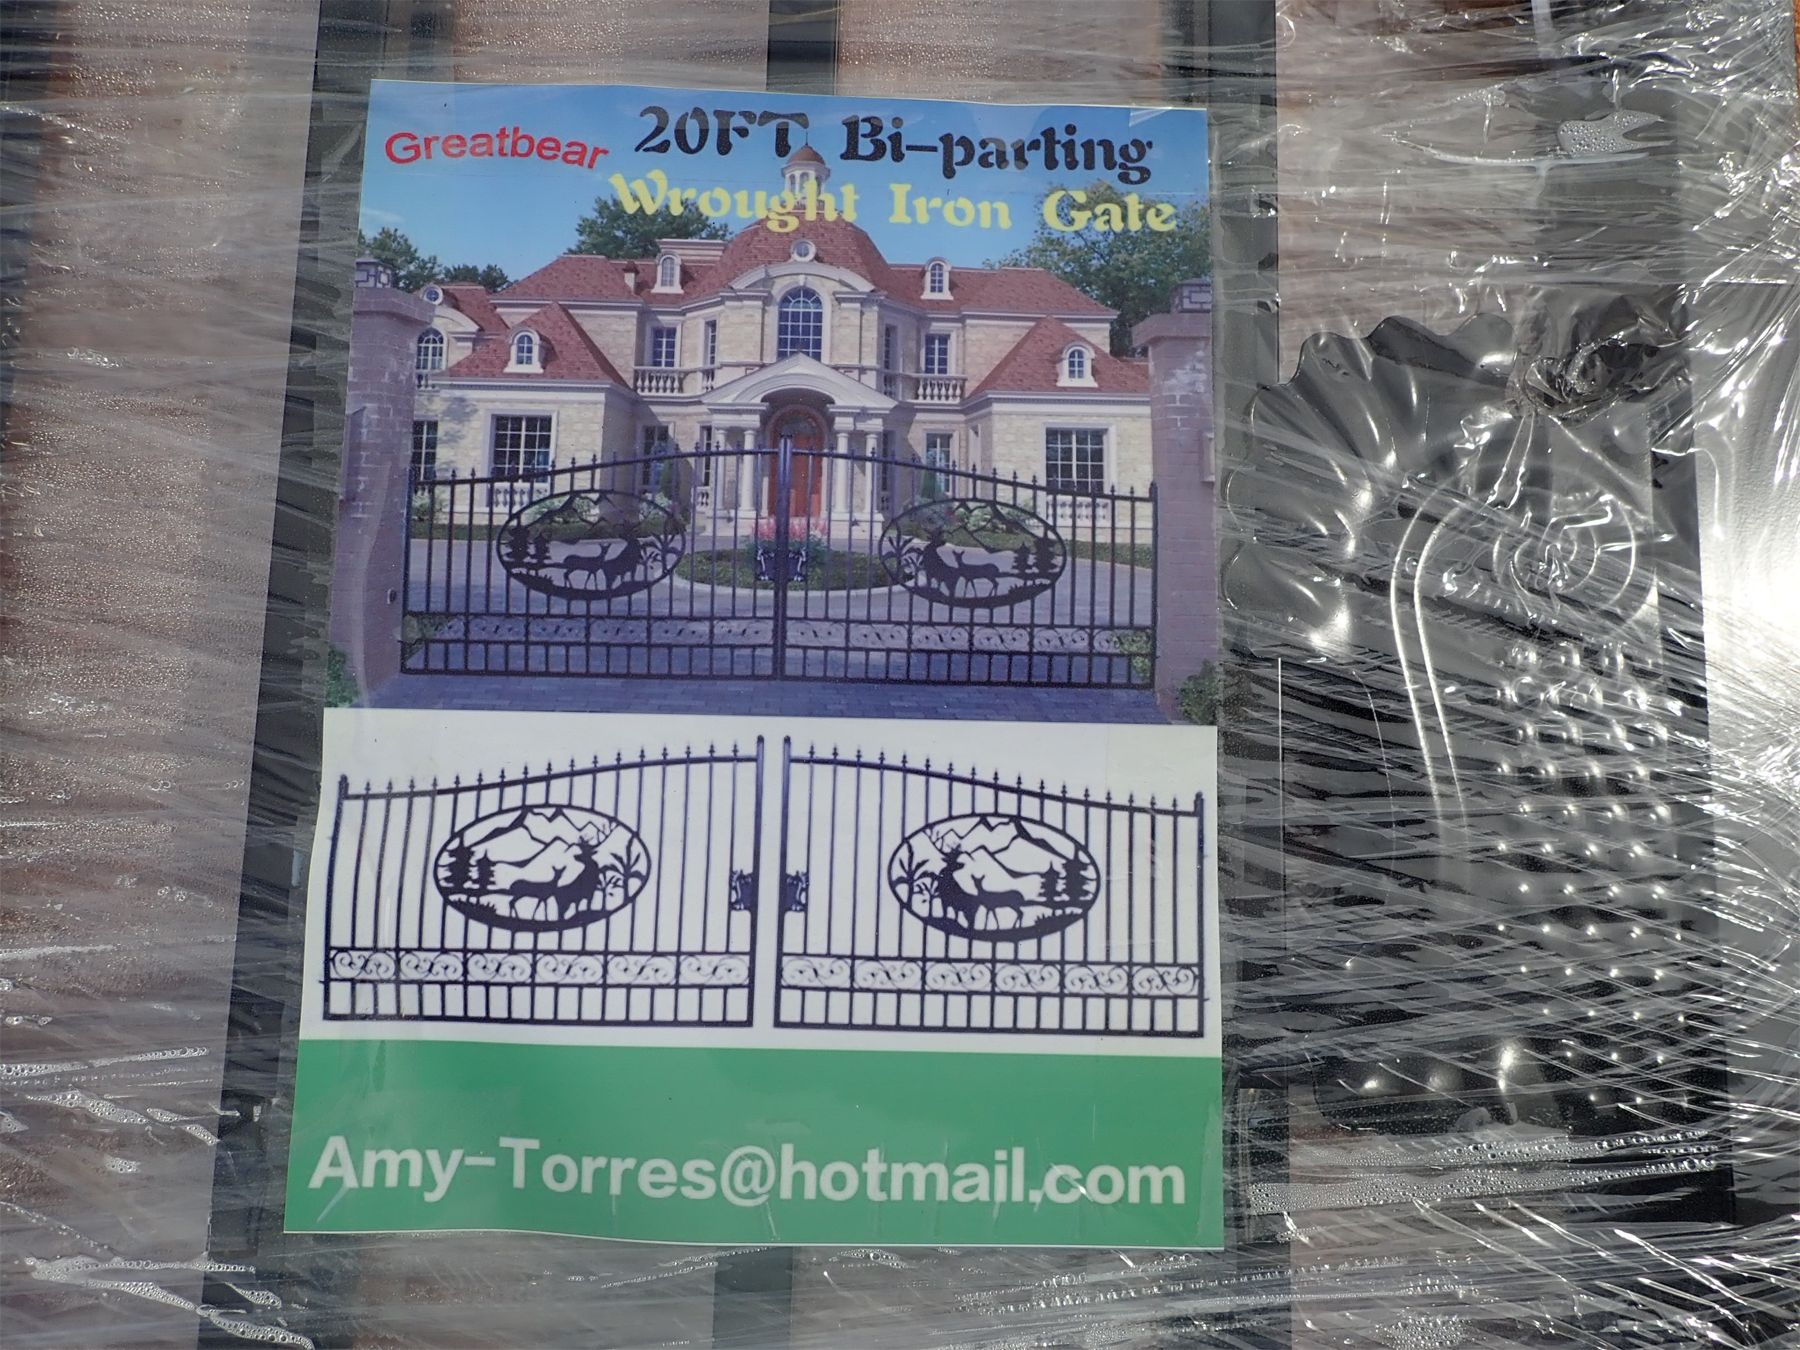 Greatbear
20FT Bi-parting
Wrought Iron Gate
Amy-Torres@hotmail.com